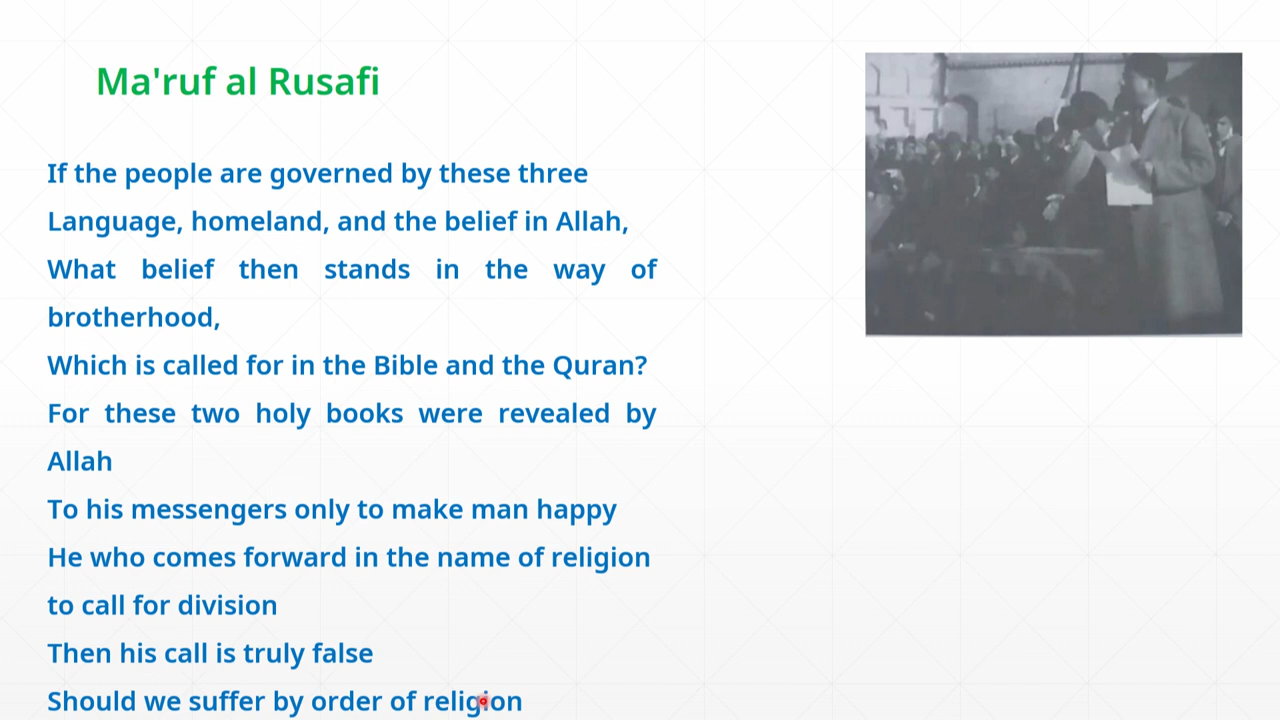 Ma'ruf al Rusafi
If the people are governed by these three
Language, homeland, and the belief in Allah,
What belief then stands in the way of
brotherhood,
Which is called for in the Bible and the Quran?
For these two holy books were revealed by
Allah
To his messengers only to make man happy
He who comes forward in the name of religion
to call for division
Then his call is truly false
Should we suffer by order of religion